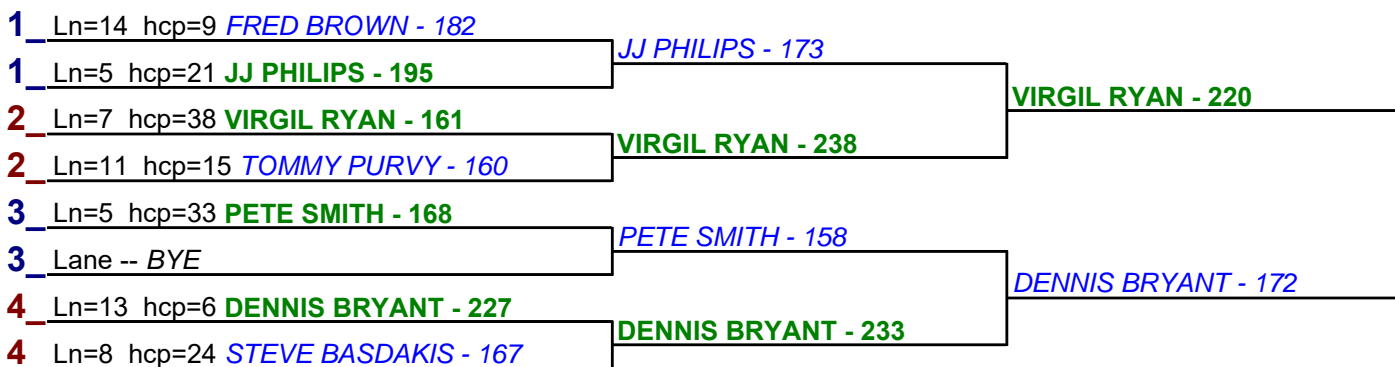 1_ Ln=14 hcp=9 FRED BROWN - 182
JJ PHILIPS - 173
1_ Ln=5 hcp=21 JJ PHILIPS - 195
VIRGIL RYAN - 220
2_ Ln=7 hcp=38 VIRGIL RYAN - 161
VIRGIL RYAN - 238
2_ Ln=11 hcp=15 TOMMY PURVY - 160
3_ Ln=5 hcp=33 PETE SMITH - 168
PETE SMITH - 158
3_ Lane -- BYE
DENNIS BRYANT - 172
4_ Ln=13 hcp=6 DENNIS BRYANT - 227
DENNIS BRYANT - 233
4 Ln=8 hcp=24 STEVE BASDAKIS - 167